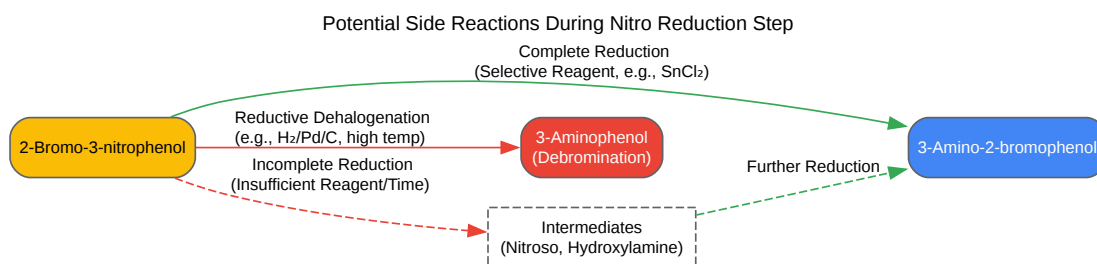 Potential Side Reactions During Nitro Reduction Step
Complete Reduction
(Selective Reagent, e.g., SnCl₂)
2-Bromo-3-nitrophenol
Reductive Dehalogenation
(e.g., H₂/Pd/C, high temp)
3-Aminophenol
(Debromination)
3-Amino-2-bromophenol
Incomplete Reduction
(Insufficient Reagent/Time)
Further Reduction
Intermediates
(Nitroso, Hydroxylamine)